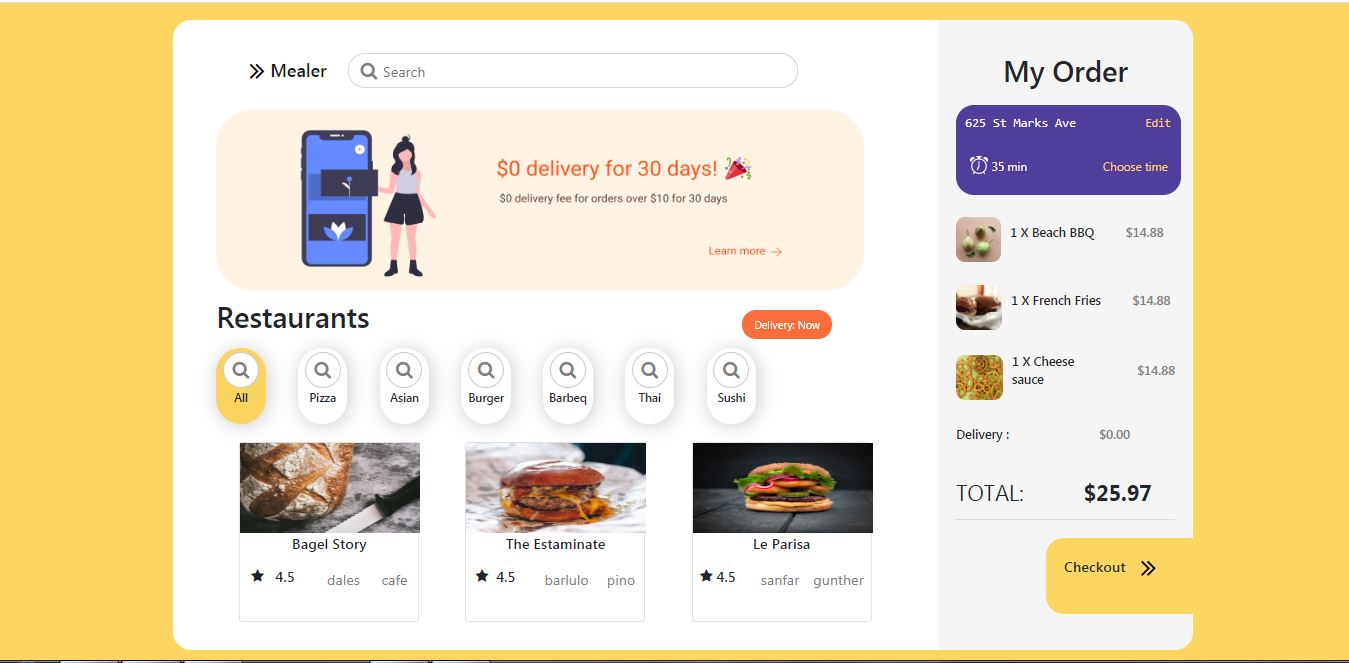 Mealer
Search
$0 delivery for 30 days! 🎉
$0 delivery fee for orders over $10 for 30 days
Learn more →
Restaurants
Delivery: Now
All
Pizza
Asian
Burger
Barbeq
Thai
Sushi
Bagel Story
4.5 dales cafe
The Estaminate
4.5 barlulo pino
Le Parisa
4.5 sanfar gunther
My Order
625 St Marks Ave Edit
35 min Choose time
1 X Beach BBQ $14.88
1 X French Fries $14.88
1 X Cheese
sauce $14.88
Delivery : $0.00
TOTAL: $25.97
Checkout